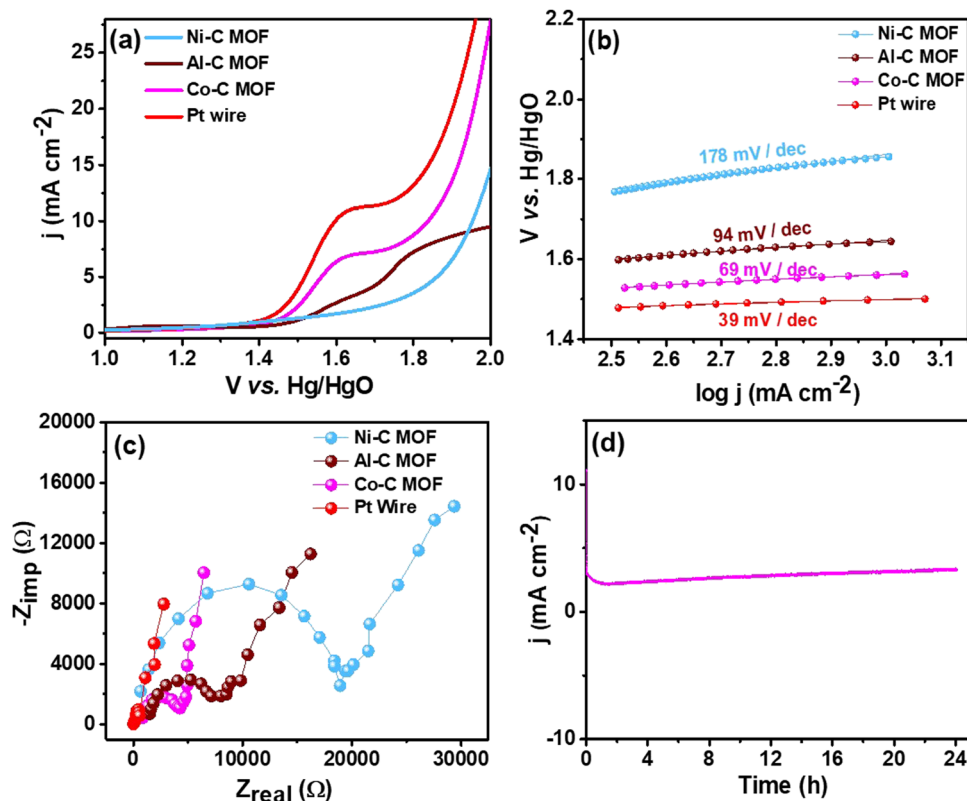 (a)
Ni-C MOF
Al-C MOF
Co-C MOF
Pt wire
j (mA cm⁻²)
25
20
15
10
5
0
1.0 1.2 1.4 1.6 1.8 2.0
V vs. Hg/HgO
(b)
Ni-C MOF
Al-C MOF
Co-C MOF
Pt wire
V vs. Hg/HgO
2.2
2.0
1.8
1.6
1.4
178 mV / dec
94 mV / dec
69 mV / dec
39 mV / dec
2.5 2.6 2.7 2.8 2.9 3.0 3.1
log j (mA cm⁻²)
(c)
Ni-C MOF
Al-C MOF
Co-C MOF
Pt Wire
-Zimp (Ω)
20000
16000
12000
8000
4000
0
0 10000 20000 30000
Zreal (Ω)
(d)
j (mA cm⁻²)
10
0
-10
0 4 8 12 16 20 24
Time (h)